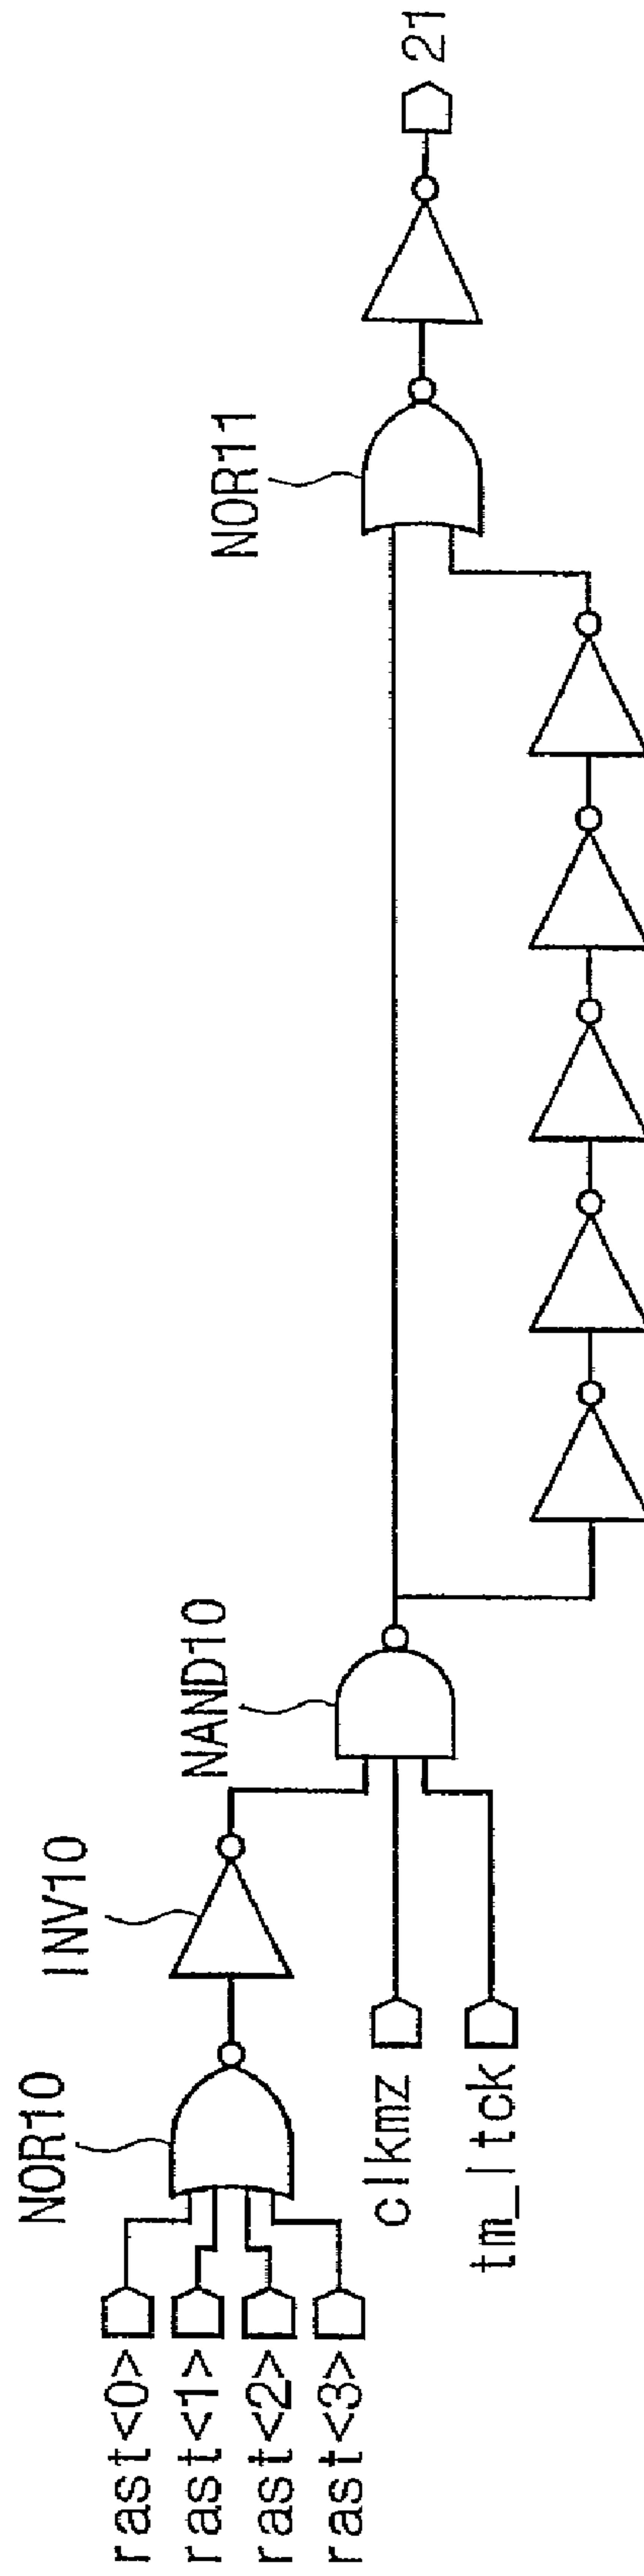 rast<0>
rast<1>
rast<2>
rast<3>
NOR10
INV10
clkmz
tm_ltck
NAND10
NOR11
21